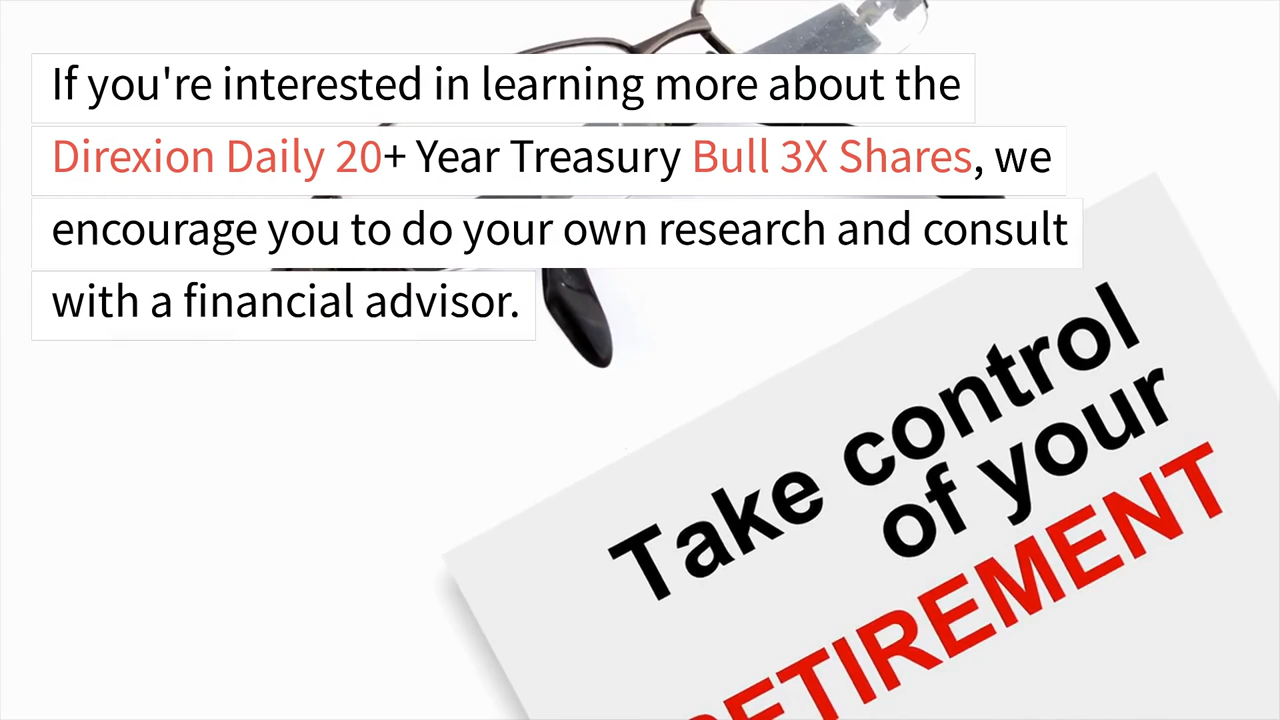 If you're interested in learning more about the
Direxion Daily 20+ Year Treasury Bull 3X Shares, we
encourage you to do your own research and consult
with a financial advisor.
Take control
of your
RETIREMENT